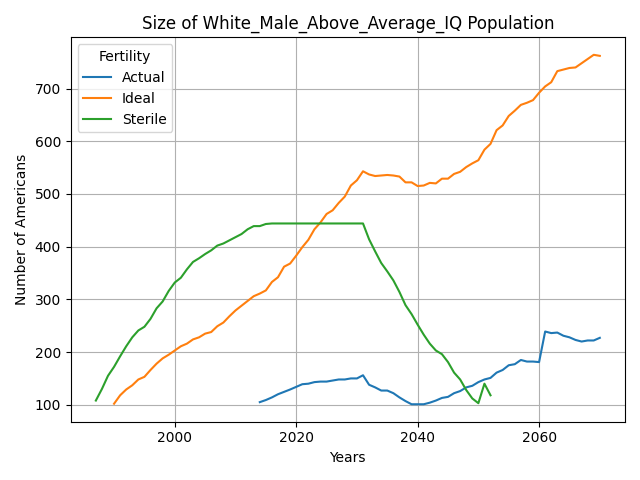 Size of White_Male_Above_Average_IQ Population
Fertility
Actual
Ideal
Sterile
Number of Americans
700
600
500
400
300
200
100
2000
2020
2040
2060
Years